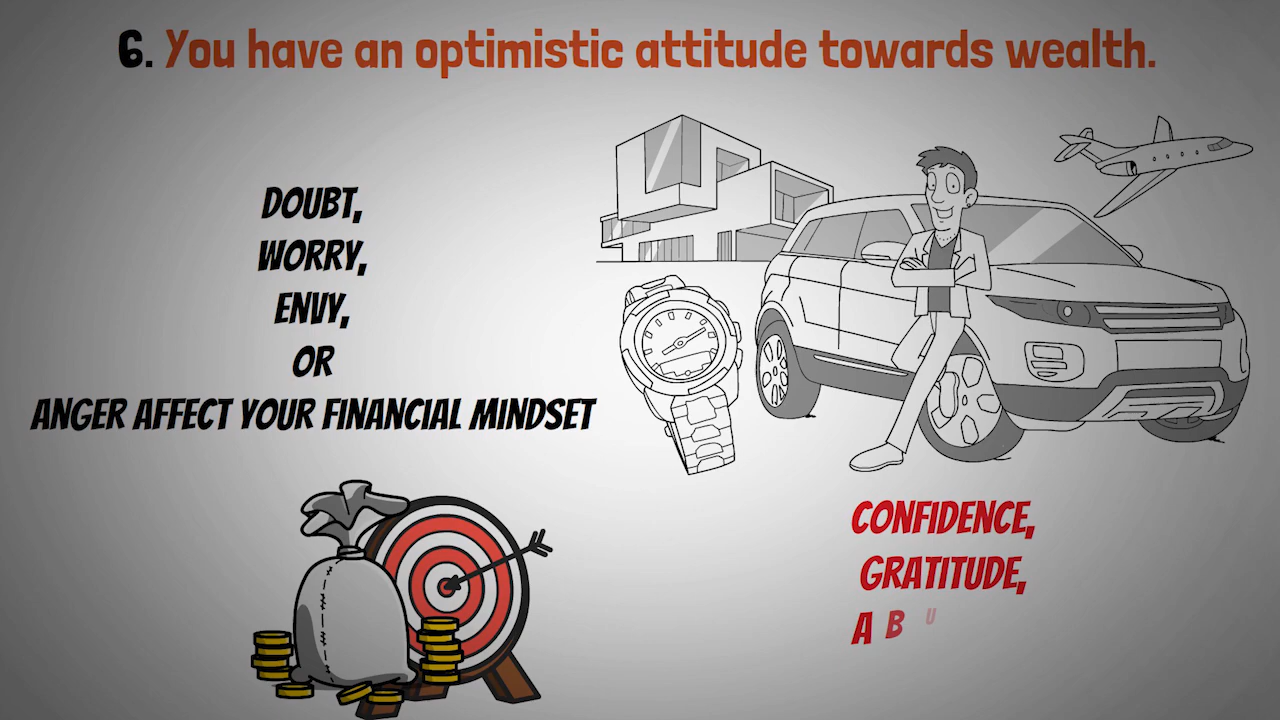 6. You have an optimistic attitude towards wealth.
DOUBT,
WORRY,
ENVY,
OR
ANGER AFFECT YOUR FINANCIAL MINDSET
CONFIDENCE,
GRATITUDE,
A B U